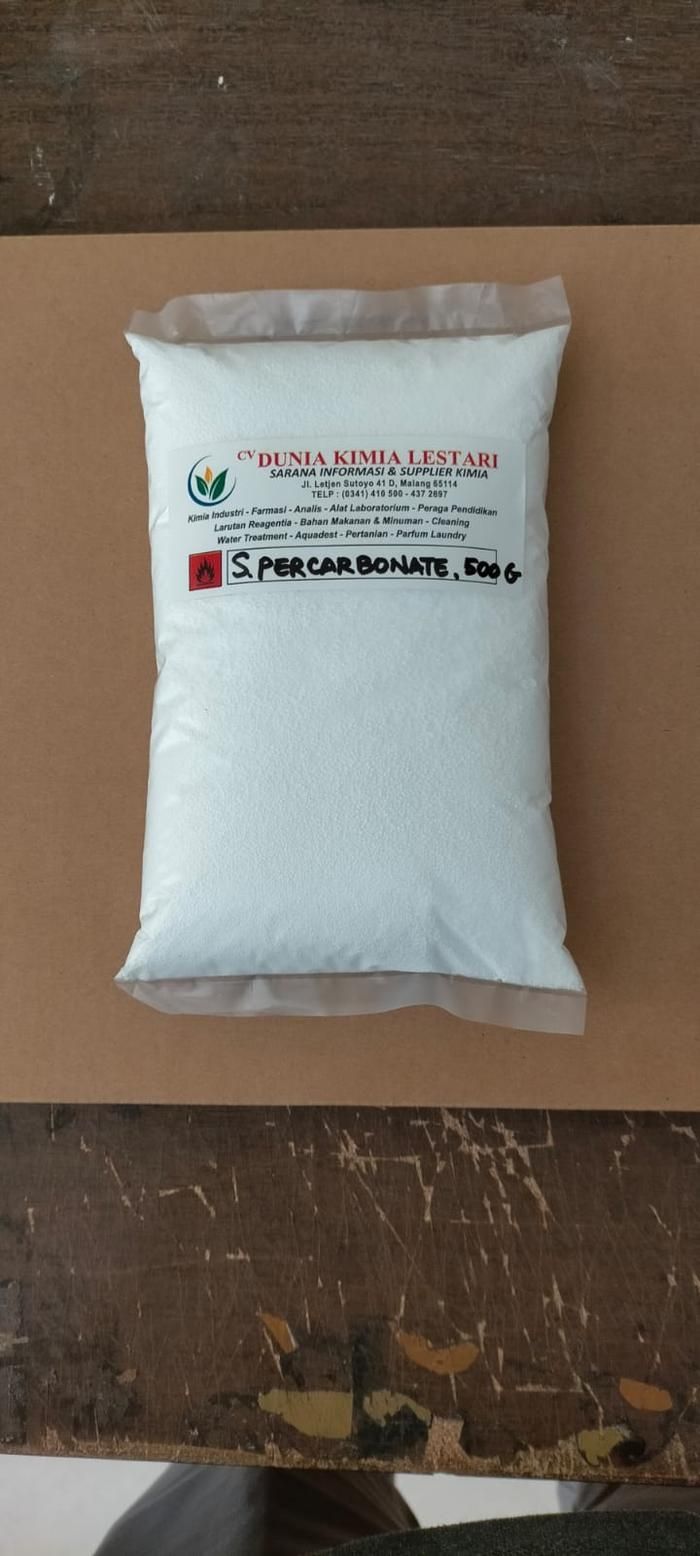 CV DUNIA KIMIA LESTARI
SARANA INFORMASI & SUPPLIER KIMIA
Jl. Letjen Sutoyo 41 D, Malang 65114
TELP : (0341) 416 500 - 437 2697
Kimia Industri - Farmasi - Analis - Alat Laboratorium - Peraga Pendidikan
Larutan Reagentia - Bahan Makanan & Minuman - Cleaning
Water Treatment - Aquadest - Pertanian - Parfum Laundry
S. PERCARBONATE, 500 G